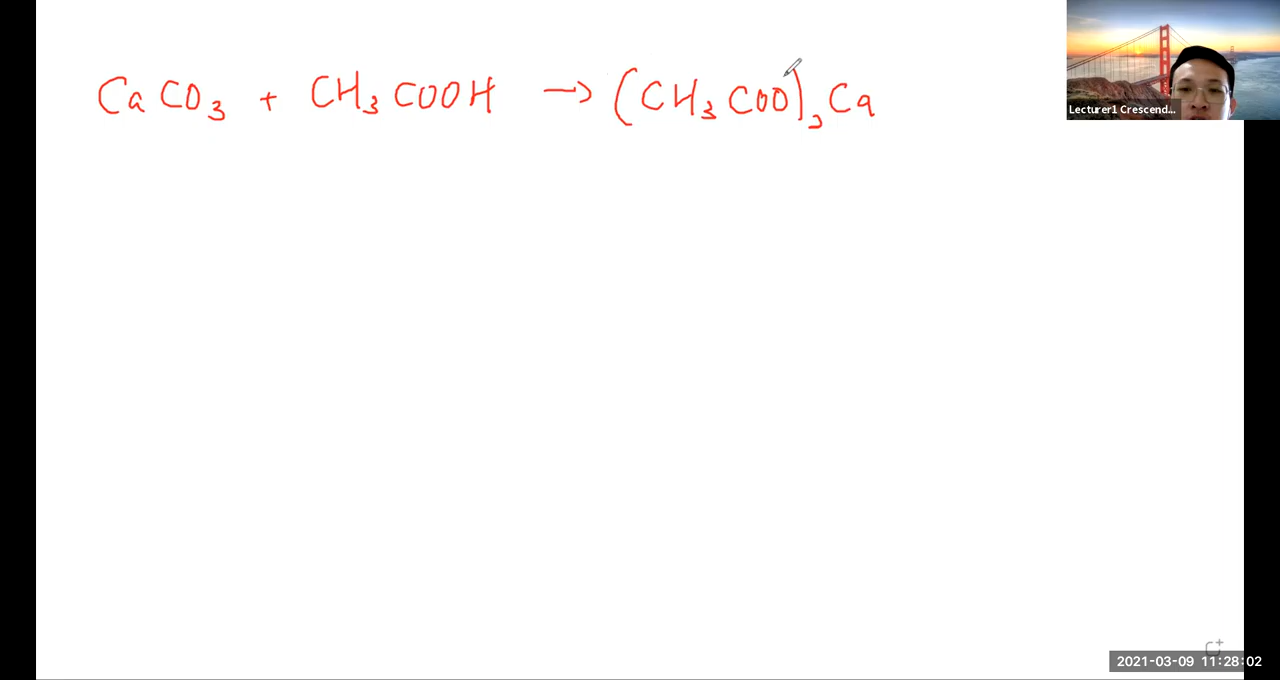 CaCO₃ + CH₃COOH → (CH₃COO)₂Ca
Lecturer1 Crescend...
2021-03-09 11:28:02